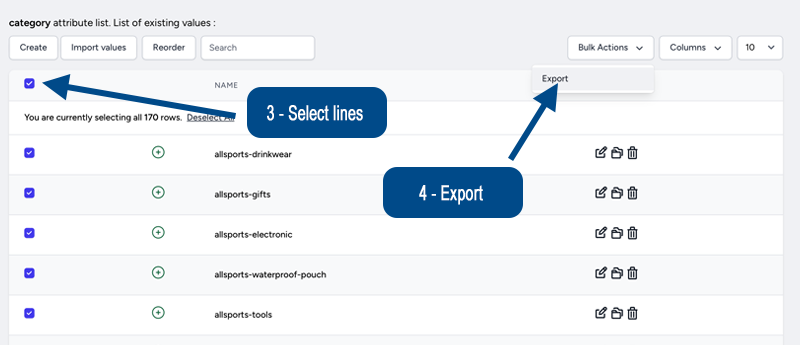 category attribute list. List of existing values :
Create
Import values
Reorder
Search
Bulk Actions
Columns
10
Export
NAME
3 - Select lines
You are currently selecting all 170 rows. Deselect All
allsports-drinkwear
4 - Export
allsports-gifts
allsports-electronic
allsports-waterproof-pouch
allsports-tools